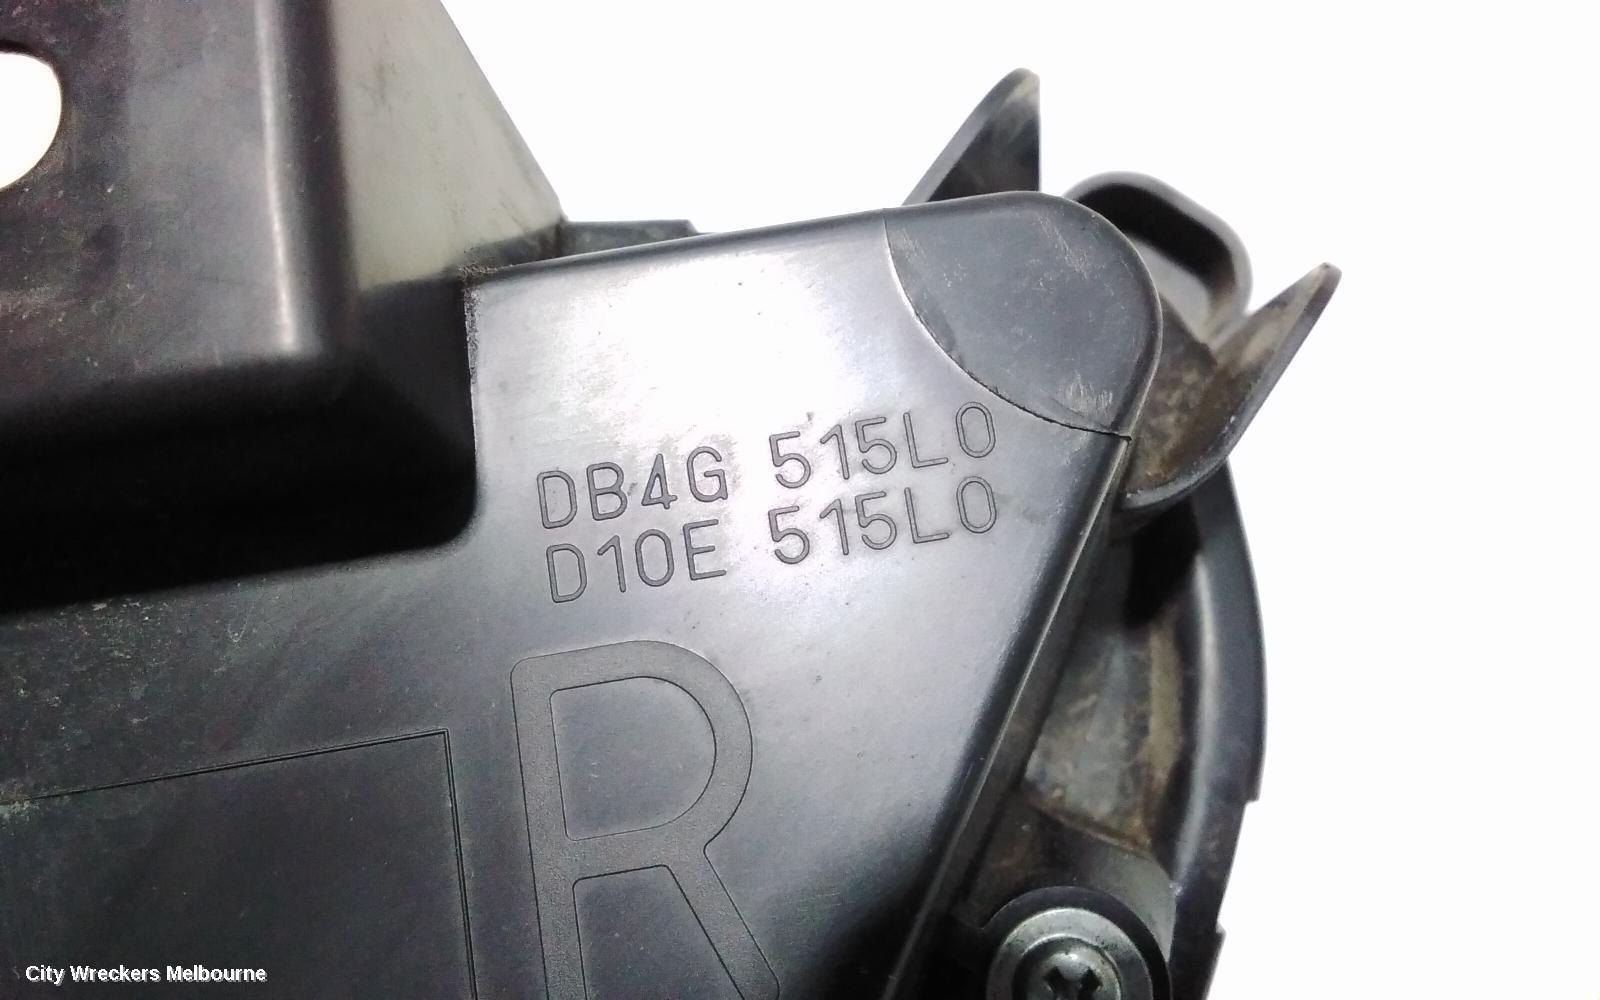 DB4G 515L0
D10E 515L0
R
City Wreckers Melbourne